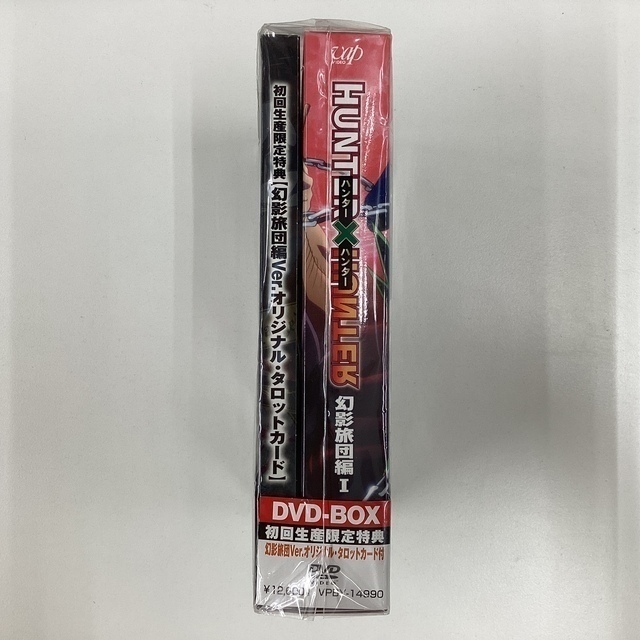 初回生産限定特典【幻影旅団編Ver.オリジナル・タロットカード】
vap
VIDEO
HUNTER×HUNTER
ハンター
ハンター
幻影旅団編I
DVD-BOX
初回生産限定特典
幻影旅団Ver.オリジナル・タロットカード付
DVD
VIDEO
-14990